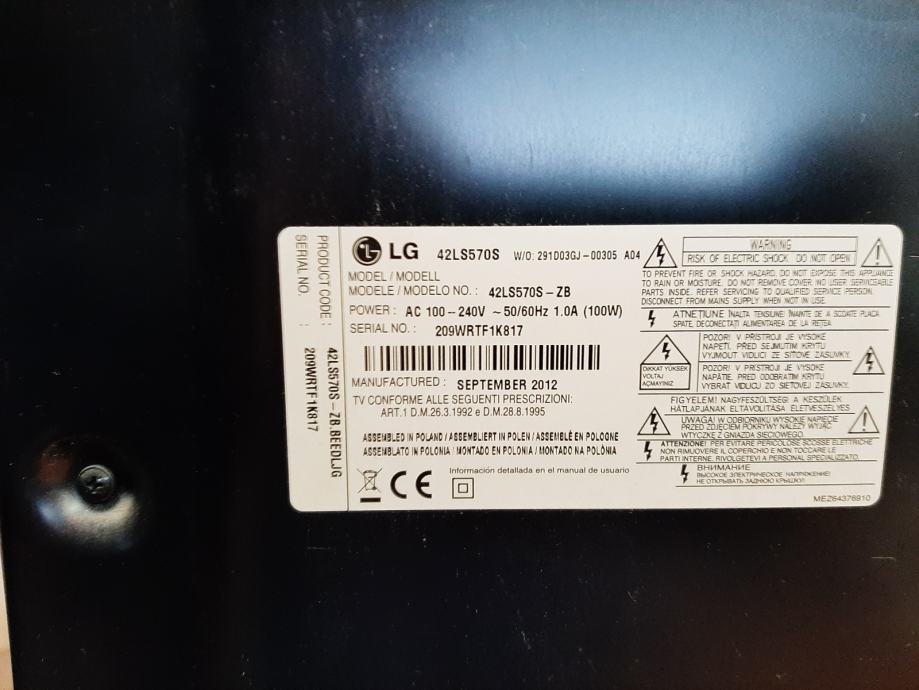 PRODUCT CODE : 42LS570S - ZB.BEEDLJG
SERIAL NO. : 209WRTF1K817
LG 42LS570S W/O: 291D03GJ-00305 A04
MODEL / MODELL
MODELE / MODELO NO. : 42LS570S-ZB
POWER : AC 100--240V ~50/60Hz 1.0A (100W)
SERIAL NO. : 209WRTF1K817
MANUFACTURED : SEPTEMBER 2012
TV CONFORME ALLE SEGUENTI PRESCRIZIONI:
ART.1 D.M.26.3.1992 e D.M.28.8.1995
ASSEMBLED IN POLAND / ASSEMBLIERT IN POLEN / ASSEMBLÉ EN POLOGNE
ASSEMBLATO IN POLONIA / MONTADO EN POLONIA / MONTADO NA POLÓNIA
Información detallada en el manual de usuario
CE
WARNING
RISK OF ELECTRIC SHOCK DO NOT OPEN
TO PREVENT FIRE OR SHOCK HAZARD, DO NOT EXPOSE THIS APPLIANCE
TO RAIN OR MOISTURE. DO NOT REMOVE COVER. NO USER SERVICEABLE
PARTS INSIDE. REFER SERVICING TO QUALIFIED SERVICE PERSON.
DISCONNECT FROM MAINS SUPPLY WHEN NOT IN USE.
ATENȚIUNE ÎNALTA TENSIUNE! ÎNAINTE DE A SCOATE PLACA
SPATE, DECONECTAȚI ALIMENTAREA DE LA REȚEA
DIKKAT YÜKSEK
VOLTAJ
AÇMAYINIZ
POZOR! V PŘÍSTROJI JE VYSOKÉ
NAPĚTÍ, PŘED SEJMUTÍM KRYTU
VYJMOUT VIDLICI ZE SÍŤOVÉ ZÁSUVKY.
POZOR! V PRÍSTROJI JE VYSOKÉ
NAPÄTIE, PRED ODOBRATÍM KRYTU
VYBRAŤ VIDLICU ZO SIEŤOVEJ ZÁSUVKY.
FIGYELEM! NAGYFESZÜLTSÉG! A KÉSZÜLÉK
HÁTLAPJÁNAK ELTÁVOLÍTÁSA ÉLETVESZÉLYES
UWAGA! W ODBIORNIKU WYSOKIE NAPIĘCIE
PRZED ZDJĘCIEM POKRYWY NALEŻY WYJĄĆ
WTYCZKĘ Z GNIAZDA SIECIOWEGO.
ATTENZIONE! PER EVITARE PERICOLOSE SCOSSE ELETTRICHE
NON RIMUOVERE IL COPERCHIO E NON TOCCARE LE
PARTI INTERNE. RIVOLGETEVI A PERSONALE SPECIALIZZATO.
ВНИМАНИЕ
ВЫСОКОЕ ЭЛЕКТРИЧЕСКОЕ НАПРЯЖЕНИЕ!
НЕ ОТКРЫВАТЬ ЗАДНЮЮ КРЫШКУ!
MEZ64376910